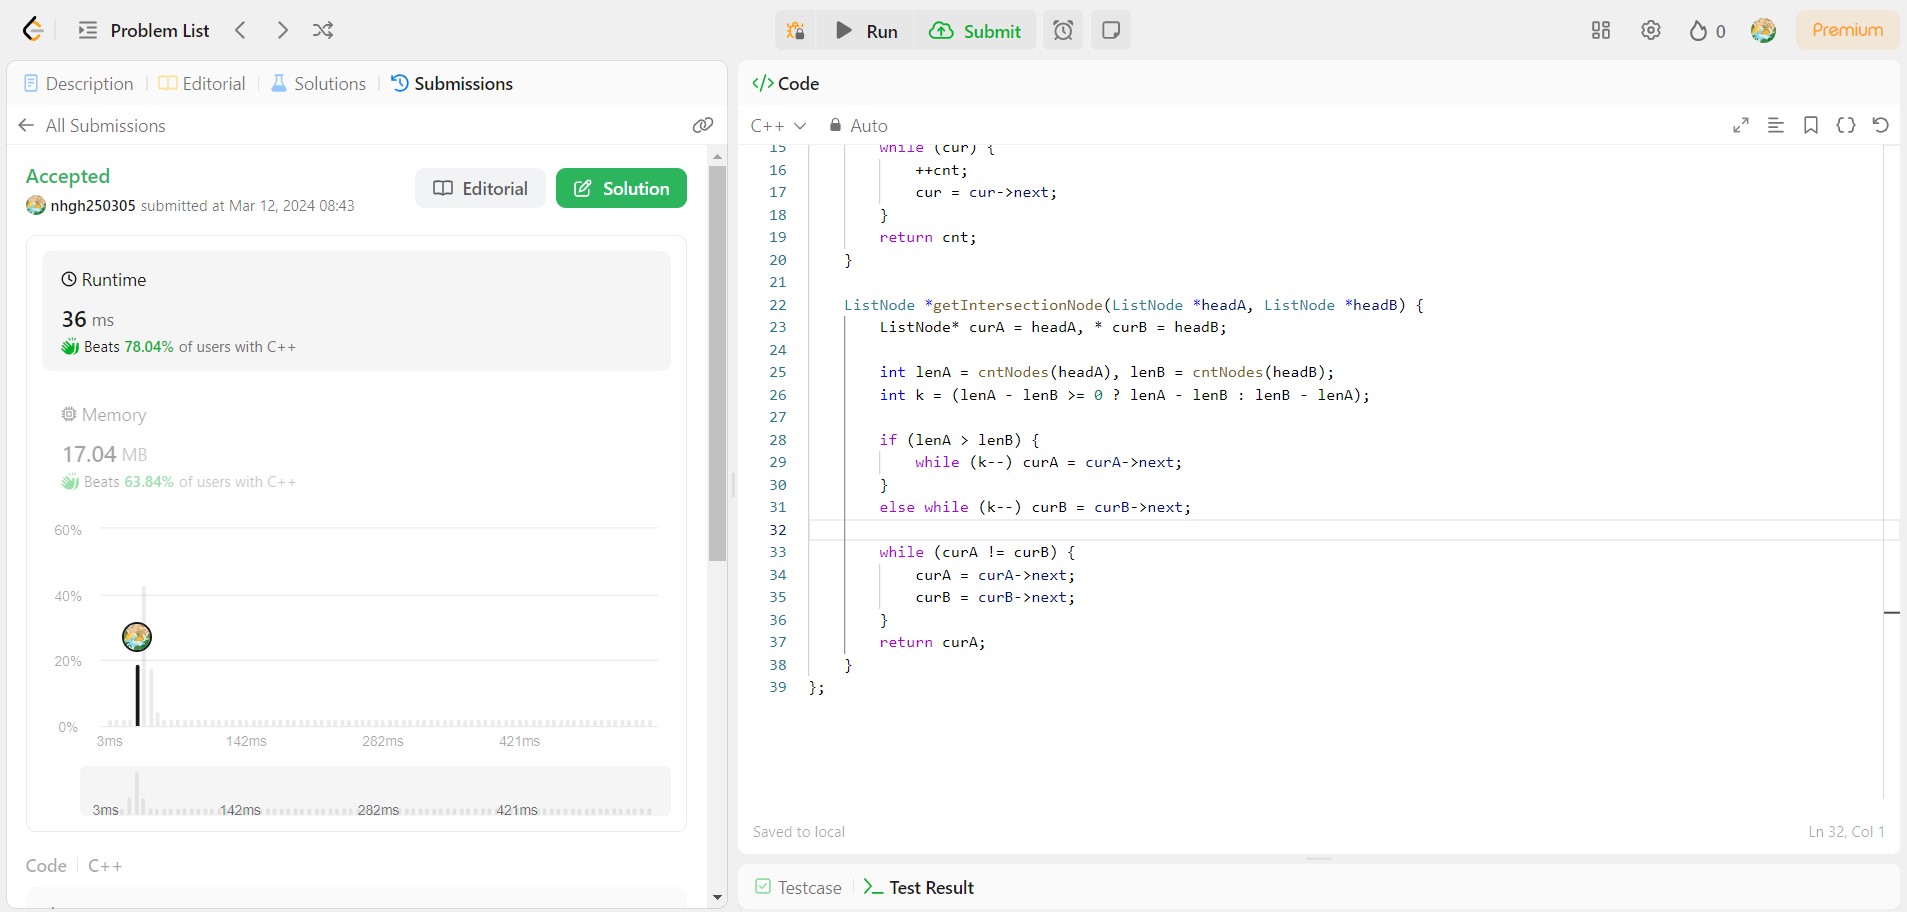 Problem List
Run
Submit
0
Premium
Description
Editorial
Solutions
Submissions
All Submissions
Accepted
nhgh250305 submitted at Mar 12, 2024 08:43
Editorial
Solution
Runtime
36 ms
Beats 78.04% of users with C++
Memory
17.04 MB
Beats 63.84% of users with C++
60%
40%
20%
0%
3ms 142ms 282ms 421ms
3ms 142ms 282ms 421ms
Code C++
</> Code
C++ Auto
15 while (cur) {
16 ++cnt;
17 cur = cur->next;
18 }
19 return cnt;
20 }
21
22 ListNode *getIntersectionNode(ListNode *headA, ListNode *headB) {
23 ListNode* curA = headA, * curB = headB;
24
25 int lenA = cntNodes(headA), lenB = cntNodes(headB);
26 int k = (lenA - lenB >= 0 ? lenA - lenB : lenB - lenA);
27
28 if (lenA > lenB) {
29 while (k--) curA = curA->next;
30 }
31 else while (k--) curB = curB->next;
32
33 while (curA != curB) {
34 curA = curA->next;
35 curB = curB->next;
36 }
37 return curA;
38 }
39 };
Saved to local
Ln 32, Col 1
Testcase
Test Result